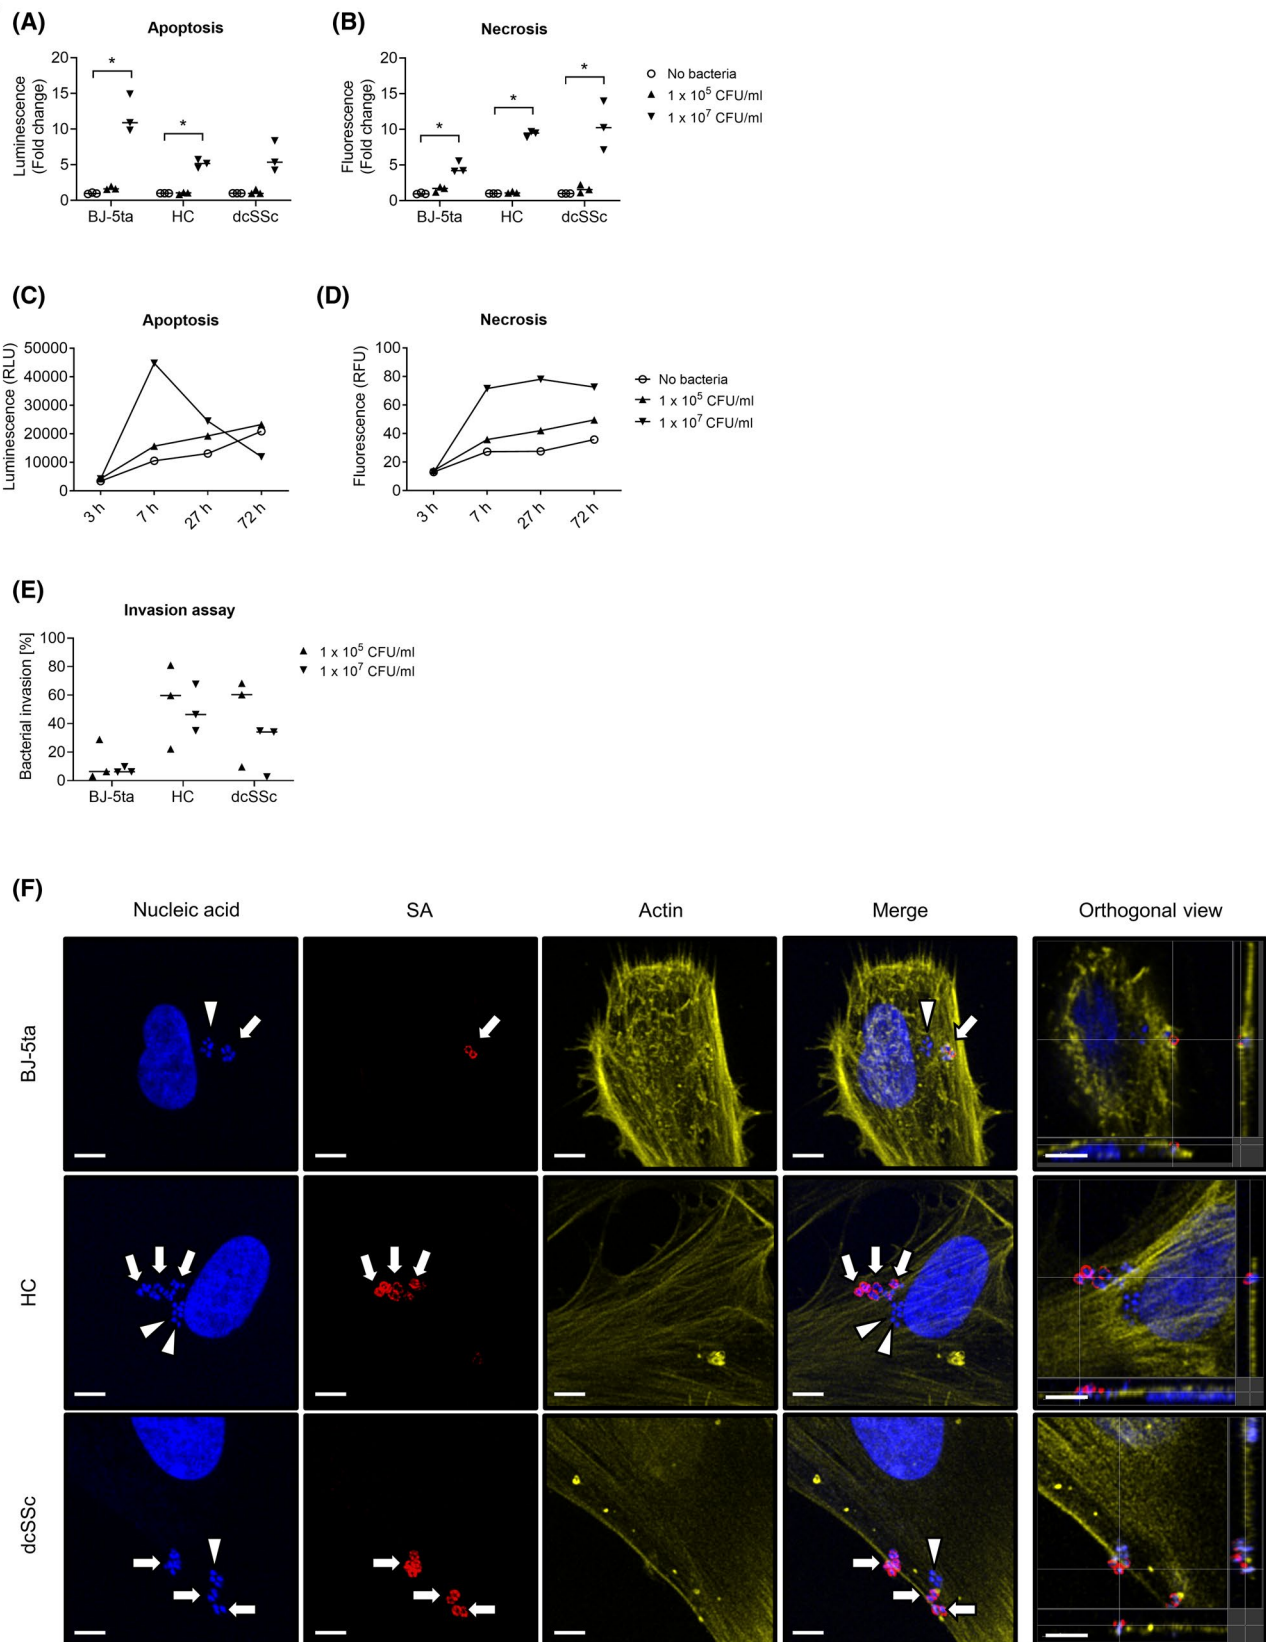 (A)
Apoptosis
Luminescence
(Fold change)
20
15
10
5
0
*
*
BJ-5ta HC dcSSc
(B)
Necrosis
Fluorescence
(Fold change)
20
15
10
5
0
*
*
*
BJ-5ta HC dcSSc
No bacteria
1 x 10⁵ CFU/ml
1 x 10⁷ CFU/ml
(C)
Apoptosis
Luminescence (RLU)
50000
40000
30000
20000
10000
0
3 h 7 h 27 h 72 h
(D)
Necrosis
Fluorescence (RFU)
100
80
60
40
20
0
3 h 7 h 27 h 72 h
No bacteria
1 x 10⁵ CFU/ml
1 x 10⁷ CFU/ml
(E)
Invasion assay
Bacterial invasion [%]
100
80
60
40
20
0
BJ-5ta HC dcSSc
1 x 10⁵ CFU/ml
1 x 10⁷ CFU/ml
(F)
Nucleic acid SA Actin Merge Orthogonal view
BJ-5ta
HC
dcSSc